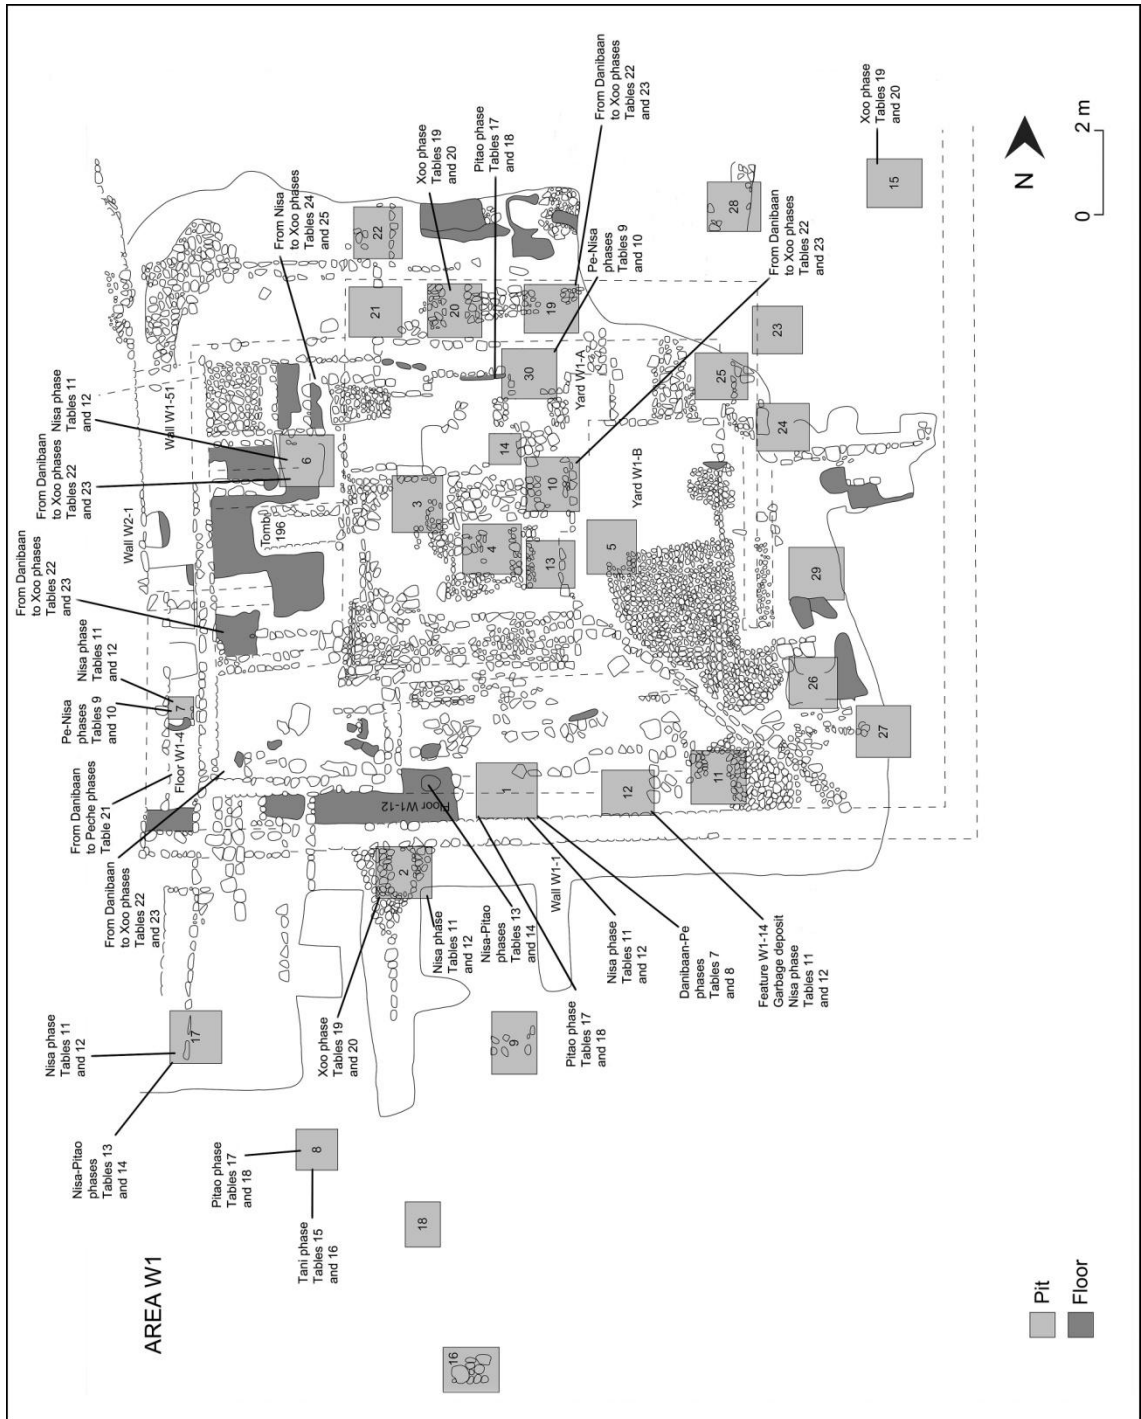 AREA W1
Nisa-Pitao
phases
Tables 13
and 14
Nisa phase
Tables 11
and 12
17
Pitao phase
Tables 17
and 18
Tani phase
Tables 15
and 16
8
18
16
From Danibaan
to Xoo phases
Tables 22
and 23
From Danibaan
to Peche phases
Table 21
Pe-Nisa
phases
Tables 9
and 10
Nisa phase
Tables 11
and 12
Floor W1-4
7
From Danibaan
to Xoo phases
Tables 22
and 23
From Danibaan
to Xoo phases
Tables 22
and 23
Nisa phase
Tables 11
and 12
Wall W2-1
Wall W1-51
Tomb
196
6
From Nisa
to Xoo phases
Tables 24
and 25
Xoo phase
Tables 19
and 20
2
Nisa phase
Tables 11
and 12
Nisa-Pitao
phases
Tables 13
and 14
Floor W1-12
Pitao phase
Tables 17
and 18
9
Wall W1-1
Nisa phase
Tables 11
and 12
Danibaan-Pe
phases
Tables 7
and 8
1
Feature W1-14
Garbage deposit
Nisa phase
Tables 11
and 12
12
11
3
4
13
5
10
14
30
Yard W1-A
Yard W1-B
22
21
20
19
Xoo phase
Tables 19
and 20
Pitao phase
Tables 17
and 18
From Danibaan
to Xoo phases
Tables 22
and 23
Pe-Nisa
phases
Tables 9
and 10
From Danibaan
to Xoo phases
Tables 22
and 23
28
25
23
24
29
26
27
15
Xoo phase
Tables 19
and 20
N
0
2 m
Pit
Floor